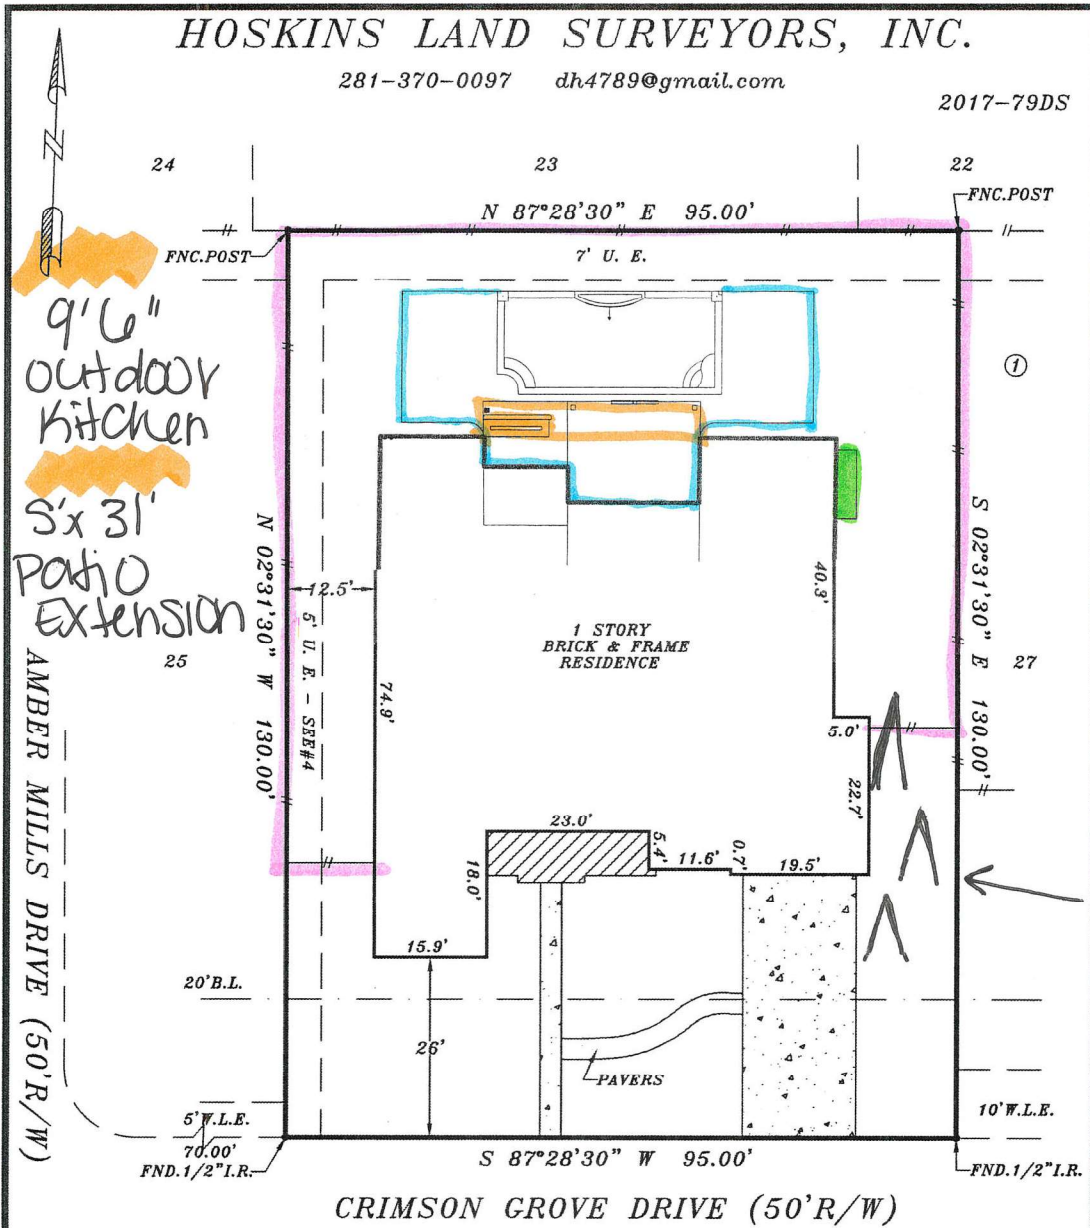 HOSKINS LAND SURVEYORS, INC.
281-370-0097 dh4789@gmail.com
2017-79DS
24
23
22
FNC.POST
N 87°28'30" E 95.00'
FNC.POST
7' U. E.
N
9'6"
outdoor
kitchen
1
5'x 31'
Patio
Extension
N 02°31'30" W 130.00'
S 02°31'30" E 130.00'
12.5'
5' U. E. - SEE#4
40.3'
1 STORY
BRICK & FRAME
RESIDENCE
25
27
74.9'
5.0'
22.7'
23.0'
5.4'
11.6'
0.7'
19.5'
18.0'
15.9'
20'B.L.
26'
PAVERS
AMBER MILLS DRIVE (50'R/W)
5'W.L.E.
10'W.L.E.
70.00'
FND.1/2"I.R.
S 87°28'30" W 95.00'
FND.1/2"I.R.
CRIMSON GROVE DRIVE (50'R/W)